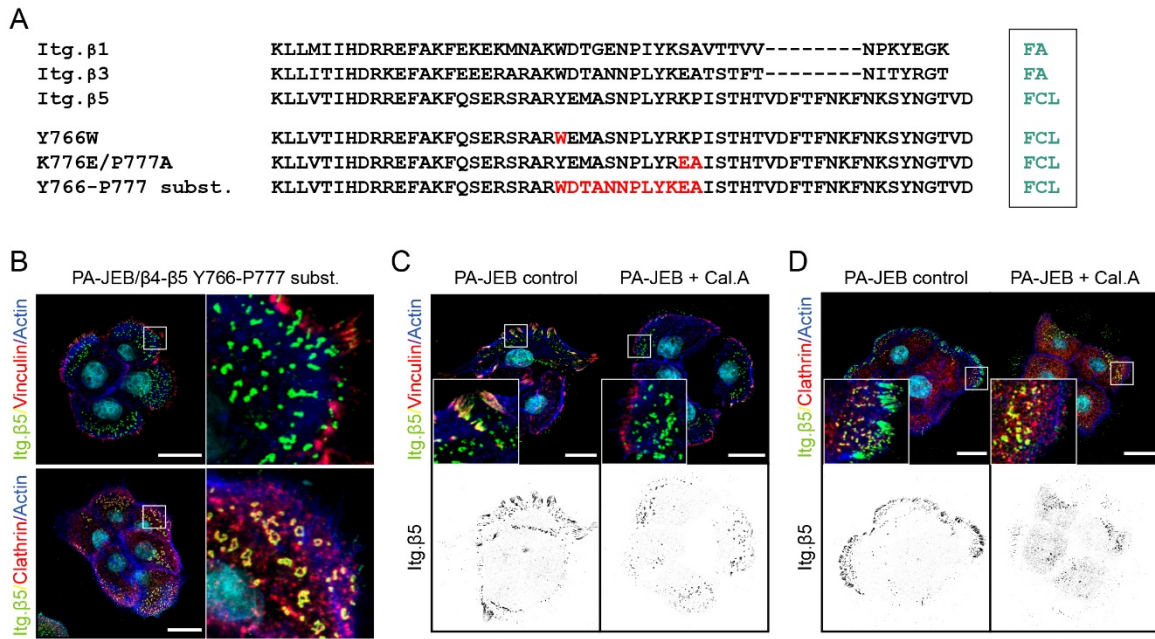 A
Itg.β1 KLLMIIHDRREFAKFEKEKMNAKWDTGENPIYKSAVTTVV--------NPKYEGK FA
Itg.β3 KLLITIHDRKEFAKFEEERARAKWDTANNPLYKEATSTFT--------NITYRGT FA
Itg.β5 KLLVTIHDRREFAKFQSERSRARYEMASNPLYRKPISTHTVDFTFNKFNKSYNGTVD FCL
Y766W KLLVTIHDRREFAKFQSERSRARWEMASNPLYRKPISTHTVDFTFNKFNKSYNGTVD FCL
K776E/P777A KLLVTIHDRREFAKFQSERSRARYEMASNPLYREAISTHTVDFTFNKFNKSYNGTVD FCL
Y766-P777 subst. KLLVTIHDRREFAKFQSERSRARWDTANNPLYKEAISTHTVDFTFNKFNKSYNGTVD FCL
B
PA-JEB/β4-β5 Y766-P777 subst.
Itg.β5/Vinculin/Actin
Itg.β5/Clathrin/Actin
C
PA-JEB control PA-JEB + Cal.A
Itg.β5/Vinculin/Actin
Itg.β5
D
PA-JEB control PA-JEB + Cal.A
Itg.β5/Clathrin/Actin
Itg.β5